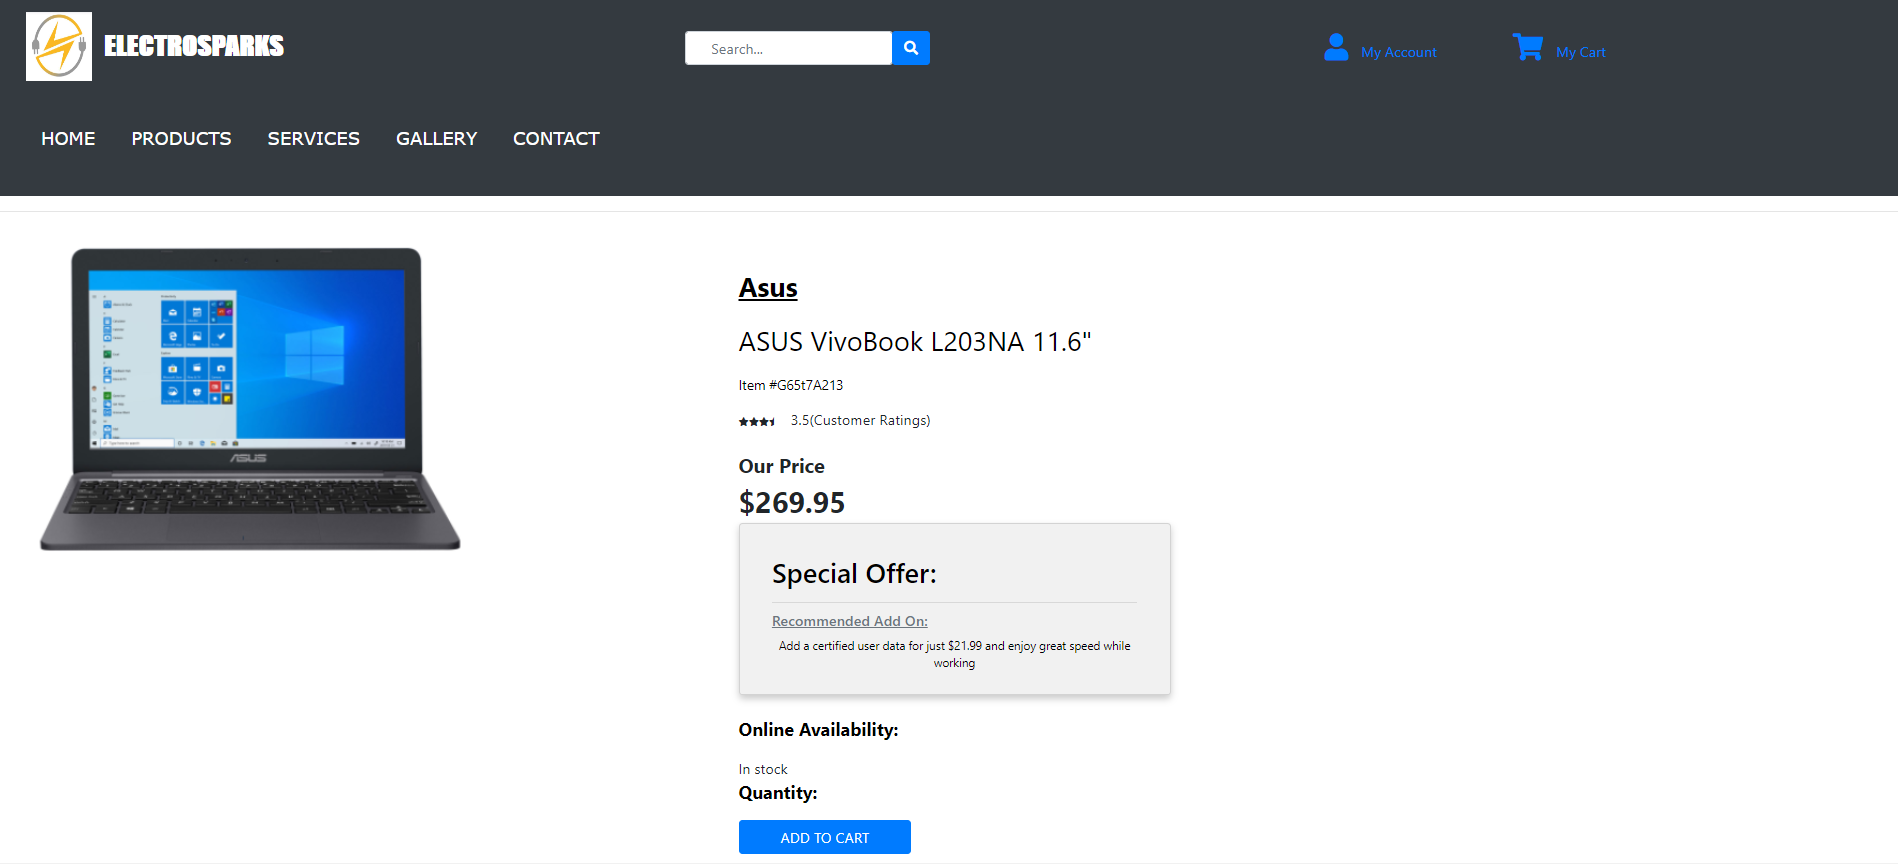 ELECTROSPARKS
Search...
My Account
My Cart
HOME
PRODUCTS
SERVICES
GALLERY
CONTACT
Asus
ASUS VivoBook L203NA 11.6"
Item #G65t7A213
3.5(Customer Ratings)
Our Price
$269.95
Special Offer:
Recommended Add On:
Add a certified user data for just $21.99 and enjoy great speed while
working
Online Availability:
In stock
Quantity:
ADD TO CART
ASUS